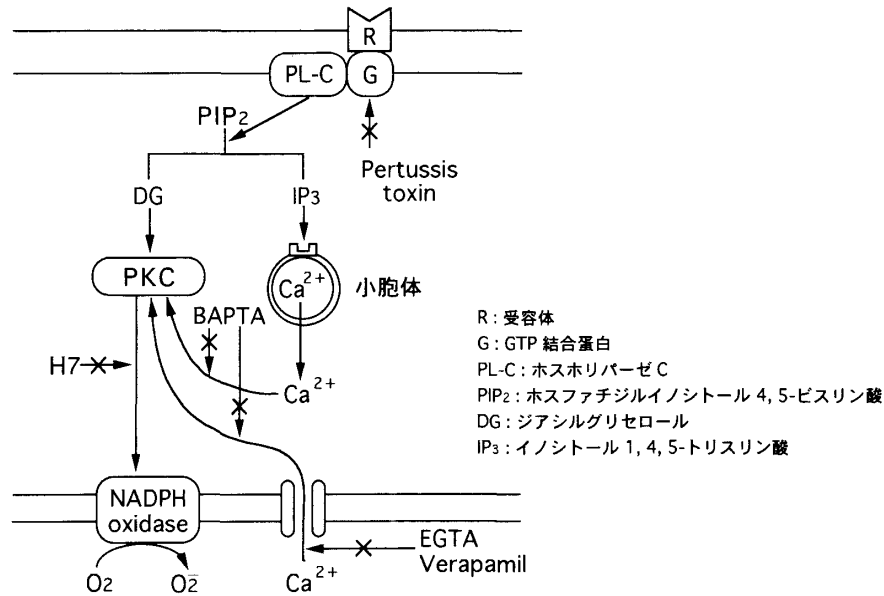 R
PL-C
G
PIP2
Pertussis
toxin
DG
IP3
PKC
Ca2+
小胞体
BAPTA
H7
Ca2+
R : 受容体
G : GTP 結合蛋白
PL-C : ホスホリパーゼ C
PIP2 : ホスファチジルイノシトール 4, 5-ビスリン酸
DG : ジアシルグリセロール
IP3 : イノシトール 1, 4, 5-トリスリン酸
NADPH
oxidase
EGTA
Verapamil
O2
O2-
Ca2+